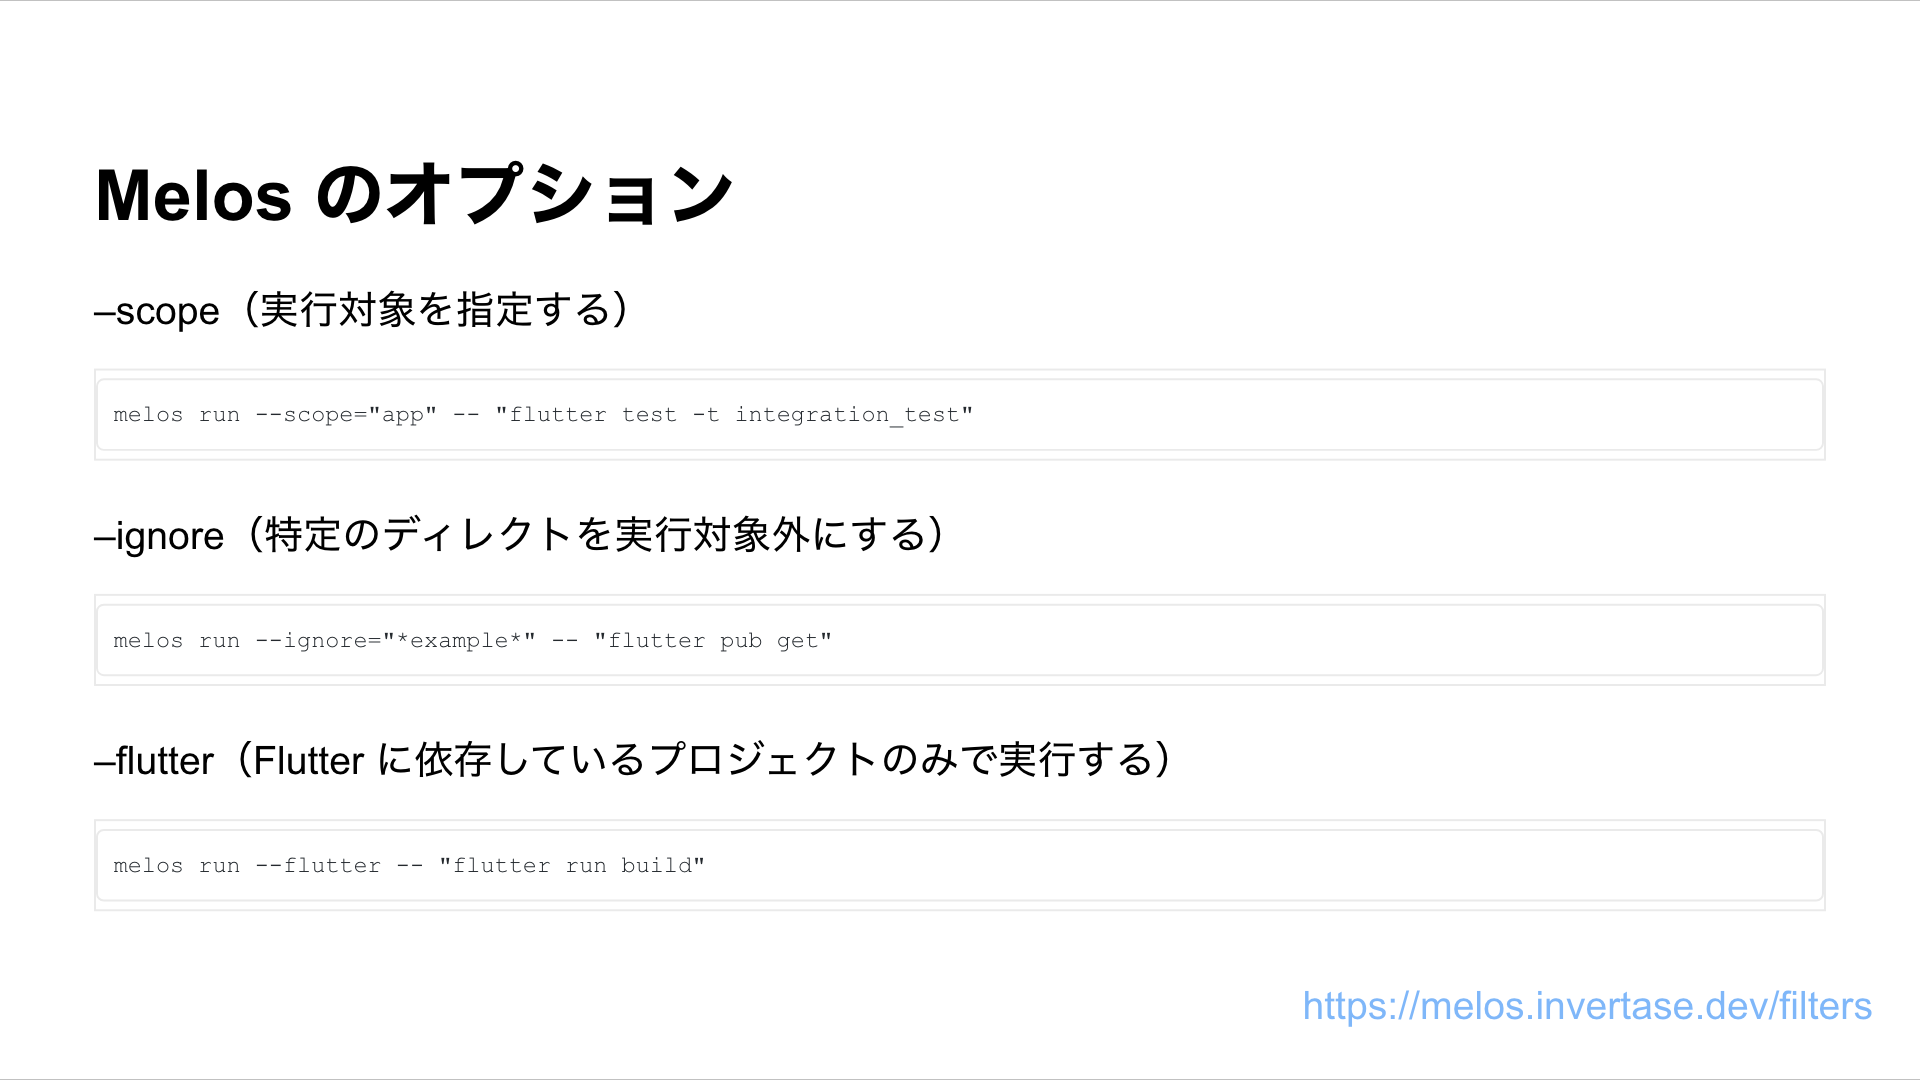 Melos のオプション
–scope（実行対象を指定する）
melos run --scope="app" -- "flutter test -t integration_test"
–ignore（特定のディレクトを実行対象外にする）
melos run --ignore="*example*" -- "flutter pub get"
–flutter（Flutter に依存しているプロジェクトのみで実行する）
melos run --flutter -- "flutter run build"
https://melos.invertase.dev/filters